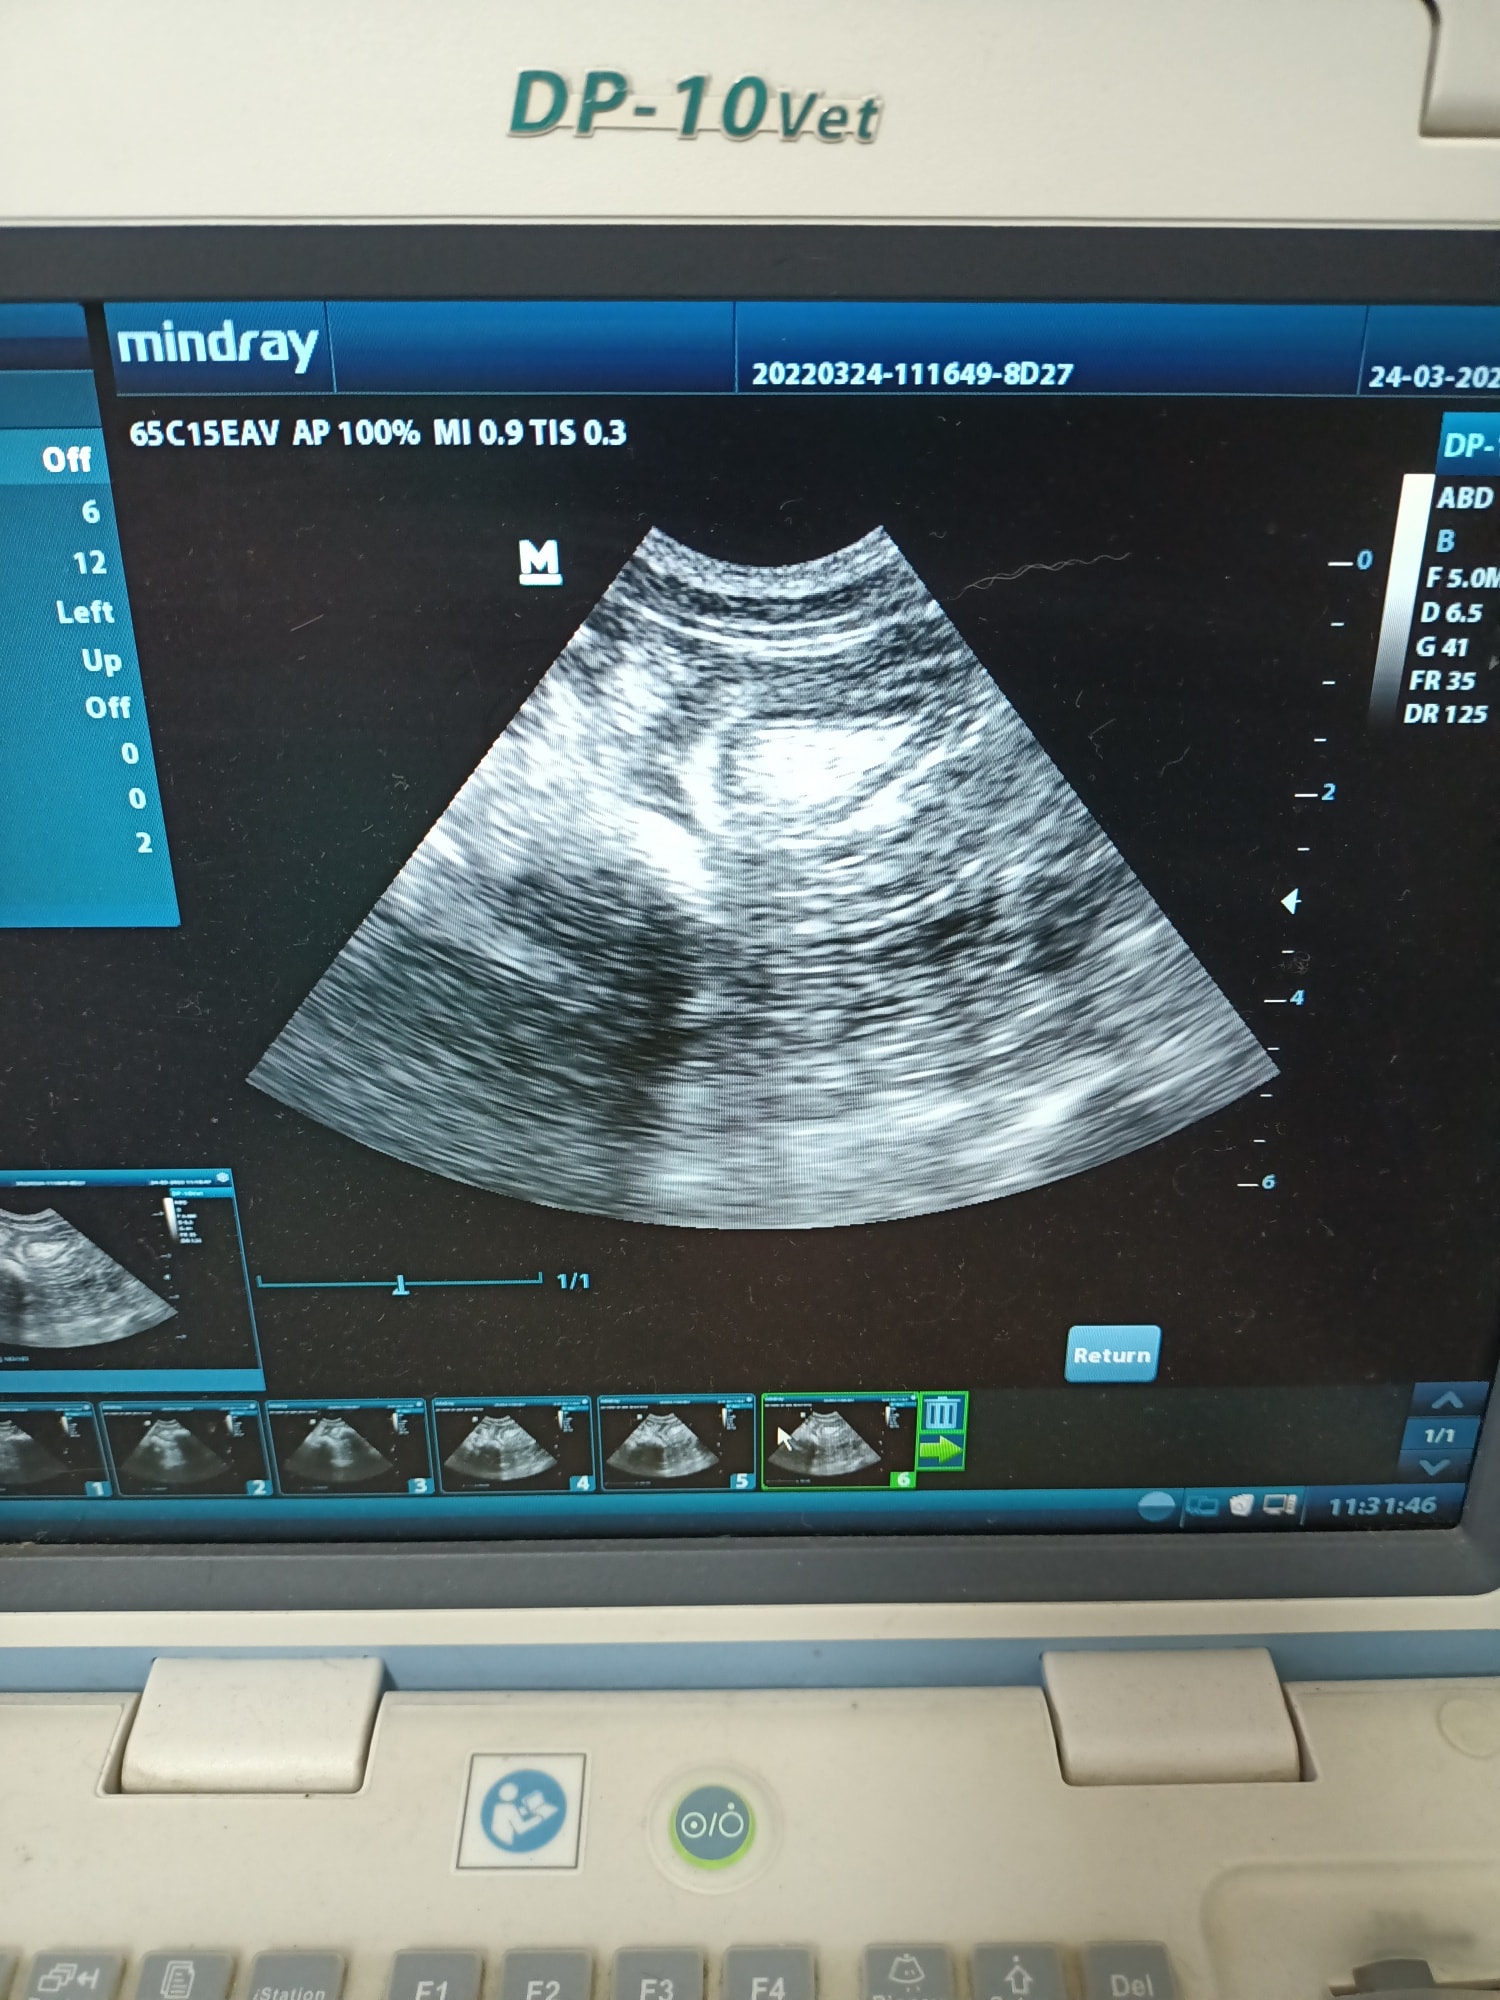 DP-10Vet
mindray
20220324-111649-8D27
24-03-202
65C15EAV AP 100% MI 0.9 TIS 0.3
Off
6
12
Left
Up
Off
0
0
2
M
DP-1
ABD
B
F 5.0M
D 6.5
G 41
FR 35
DR 125
0
2
4
6
1/1
Return
1
2
3
4
5
6
1/1
11:31:46
iStation
F1
F2
F3
F4
Del